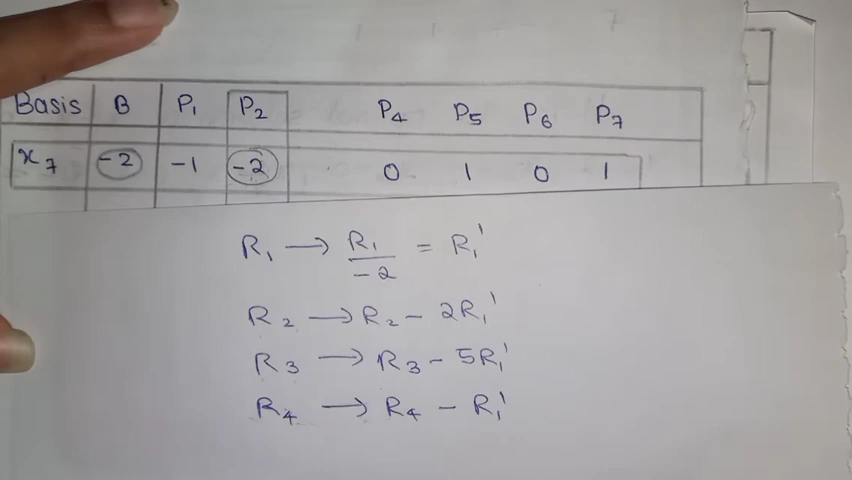 Basis B P₁ P₂ P₄ P₅ P₆ P₇
x₇ -2 -1 -2 0 1 0 1
R₁ → R₁/-2 = R₁'
R₂ → R₂ - 2R₁'
R₃ → R₃ - 5R₁'
R₄ → R₄ - R₁'